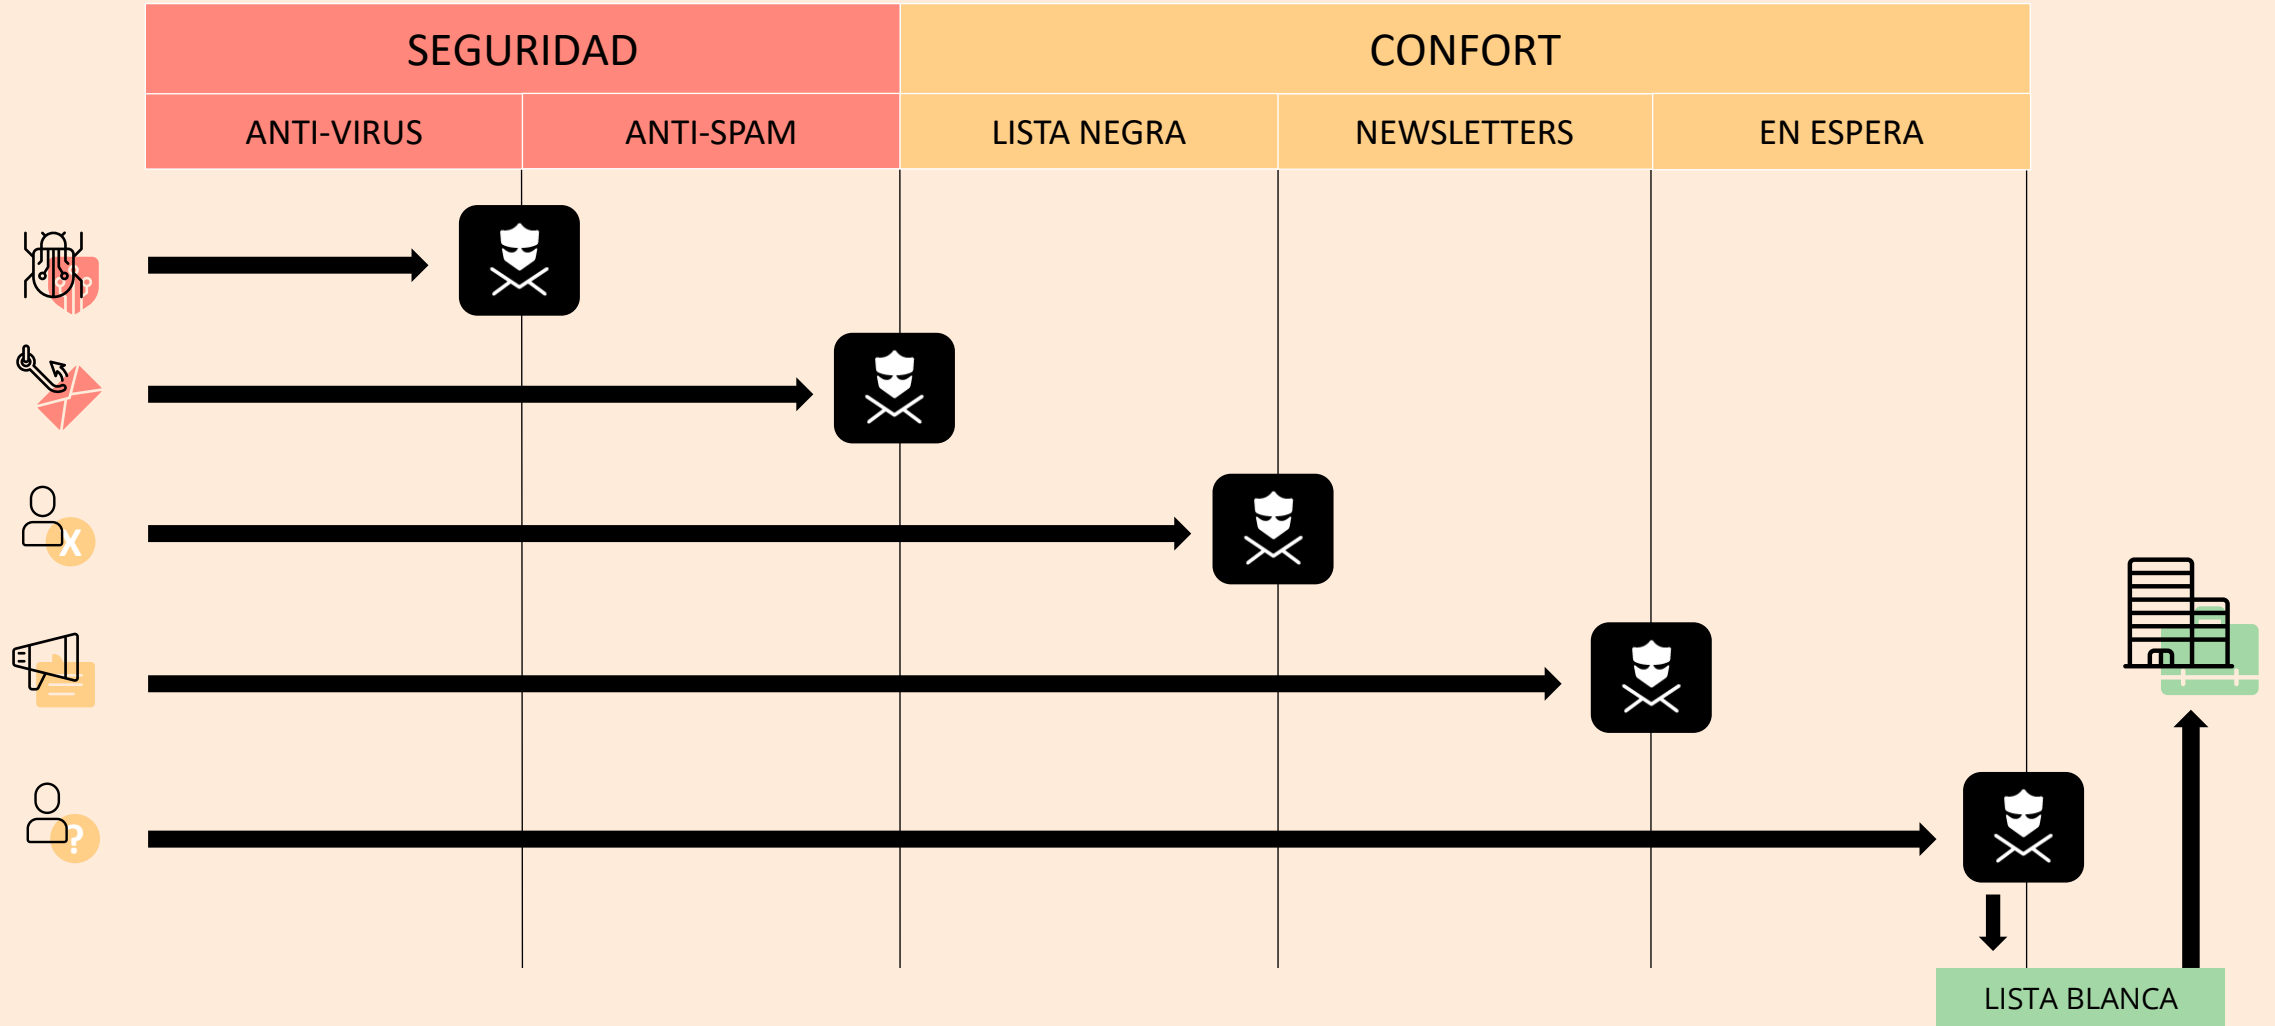 SEGURIDAD
CONFORT
ANTI-VIRUS
ANTI-SPAM
LISTA NEGRA
NEWSLETTERS
EN ESPERA
X
?
LISTA BLANCA